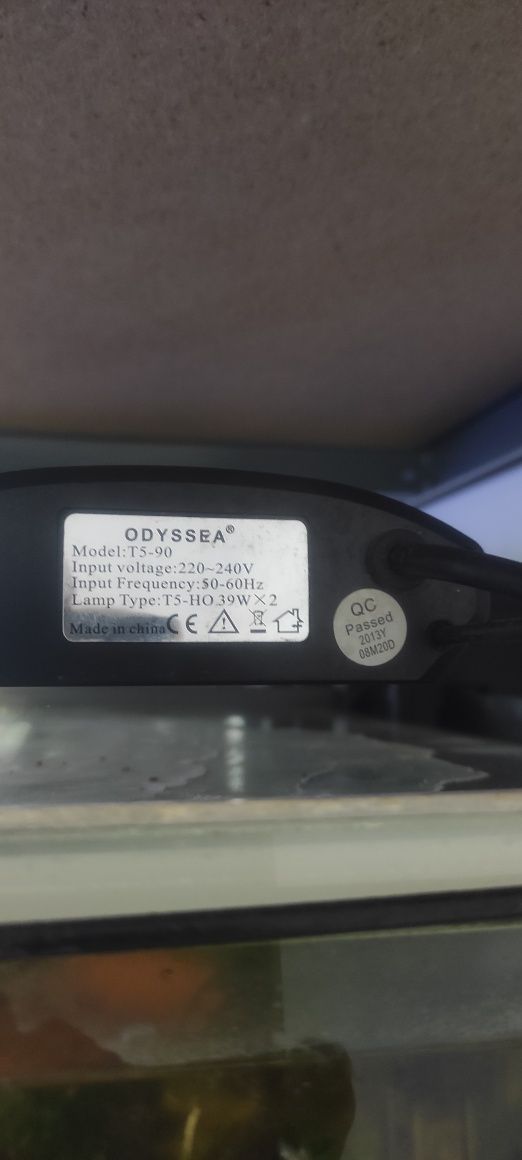 ODYSSEA®
Model:T5-90
Input voltage:220~240V
Input Frequency:50-60Hz
Lamp Type:T5-HO 39W×2
Made in china CE
QC
Passed
2013Y
08M20D